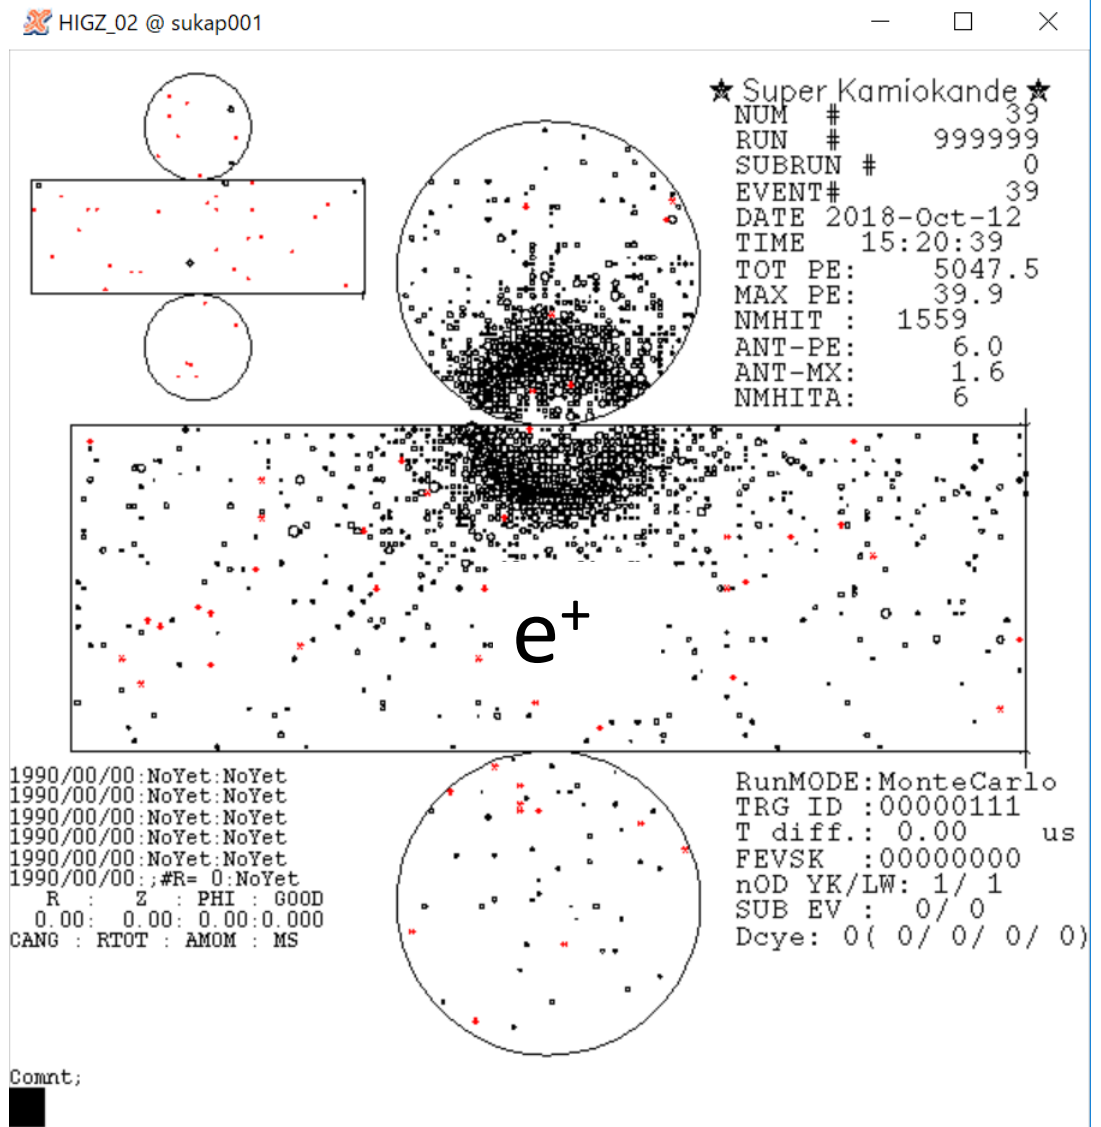 HIGZ_02 @ sukap001
Super Kamiokande
NUM # 39
RUN # 999999
SUBRUN # 0
EVENT# 39
DATE 2018-Oct-12
TIME 15:20:39
TOT PE: 5047.5
MAX PE: 39.9
NMHIT : 1559
ANT-PE: 6.0
ANT-MX: 1.6
NMHITA: 6
e+
1990/00/00:NoYet:NoYet
1990/00/00:NoYet:NoYet
1990/00/00:NoYet:NoYet
1990/00/00:NoYet:NoYet
1990/00/00:NoYet:NoYet
1990/00/00:;#R= 0:NoYet
R : Z : PHI : GOOD
0.00: 0.00: 0.00:0.000
CANG : RTOT : AMOM : MS
RunMODE:MonteCarlo
TRG ID :00000111
T diff.: 0.00 us
FEVSK :00000000
nOD YK/LW: 1/ 1
SUB EV : 0/ 0
Dcye: 0( 0/ 0/ 0/ 0)
Comnt;